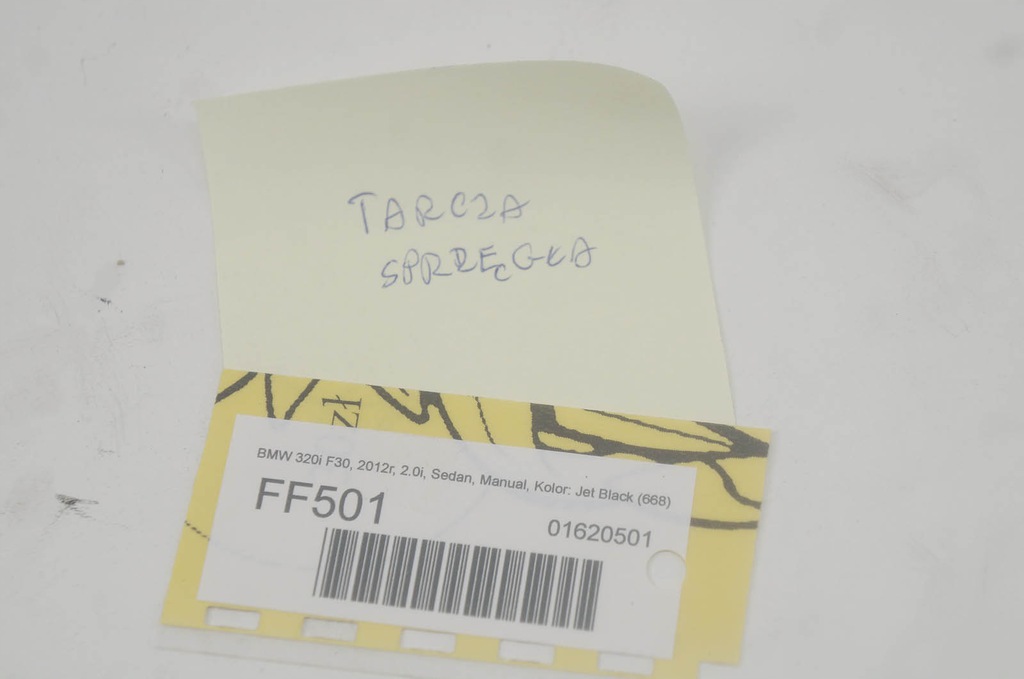 TARCZA
SPRZĘGŁA
BMW 320i F30, 2012r, 2.0i, Sedan, Manual, Kolor: Jet Black (668)
FF501
01620501